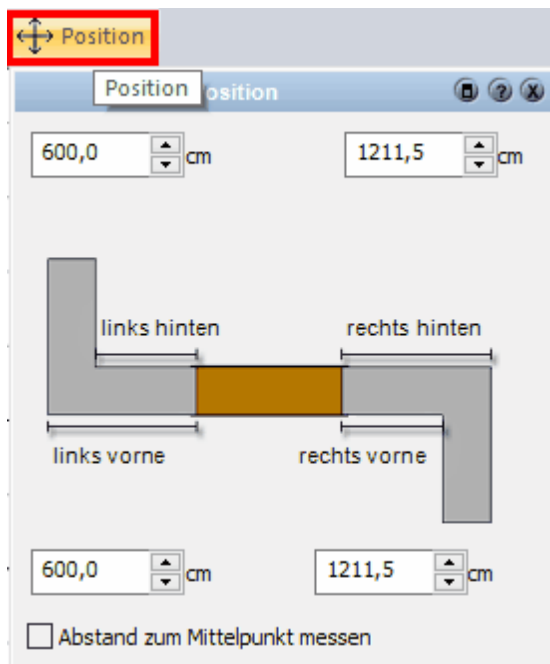 Position
Position osition
600,0 cm 1211,5 cm
links hinten rechts hinten
links vorne rechts vorne
600,0 cm 1211,5 cm
Abstand zum Mittelpunkt messen